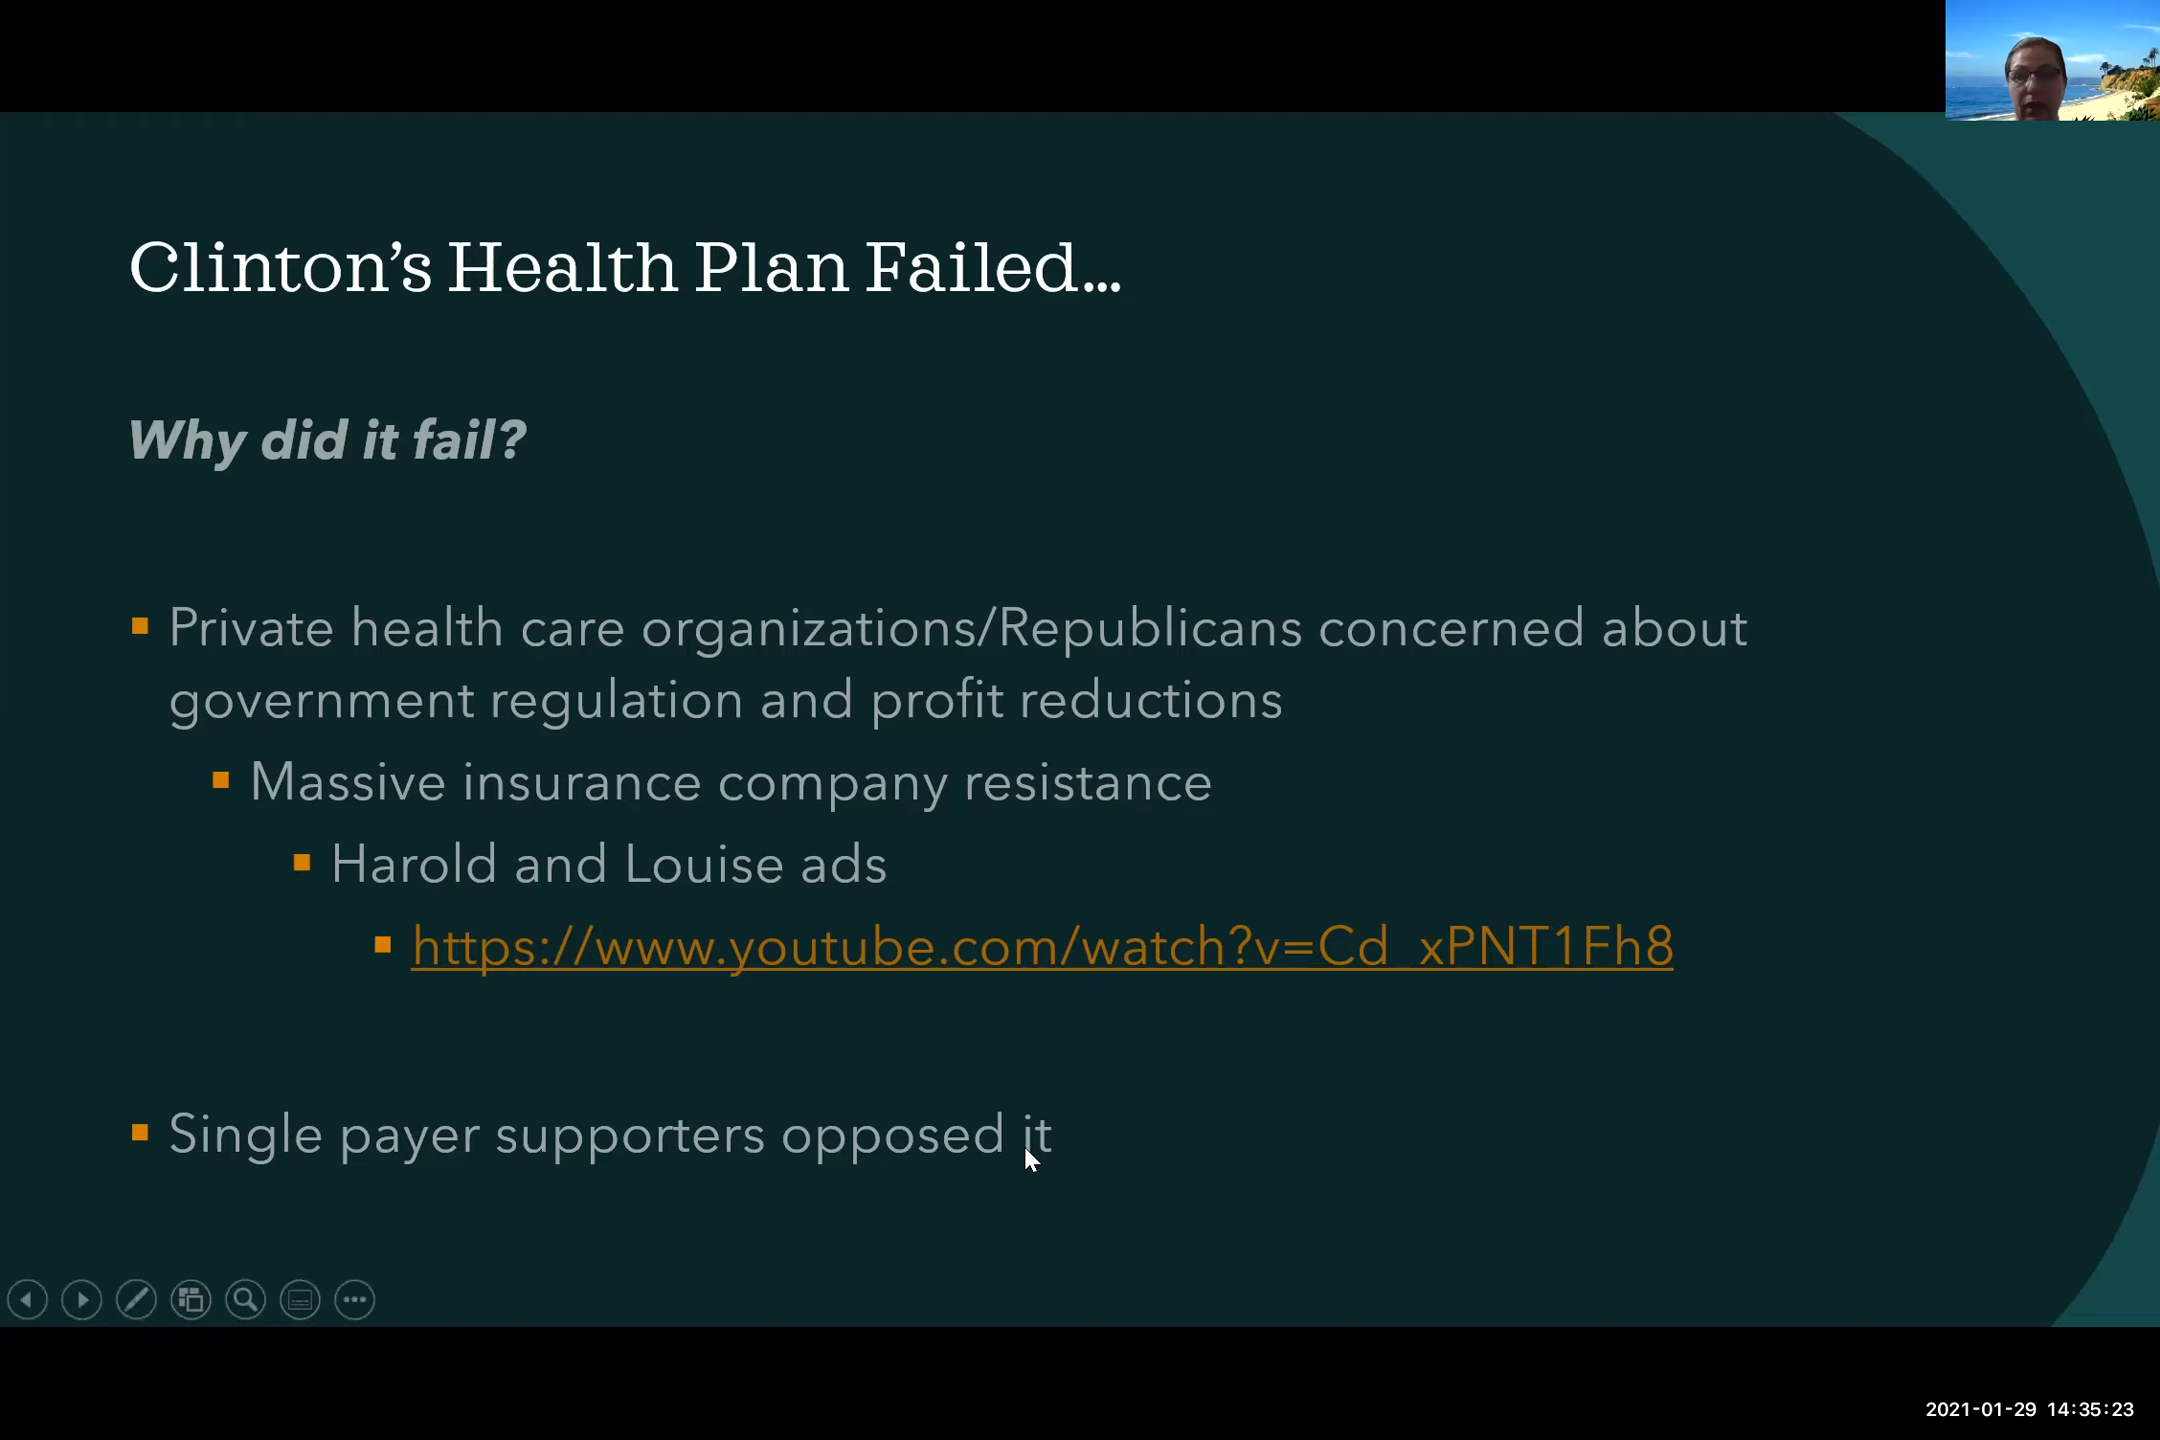 Clinton’s Health Plan Failed...
Why did it fail?
Private health care organizations/Republicans concerned about
government regulation and profit reductions
Massive insurance company resistance
Harold and Louise ads
https://www.youtube.com/watch?v=Cd_xPNT1Fh8
Single payer supporters opposed it
2021-01-29 14:35:23